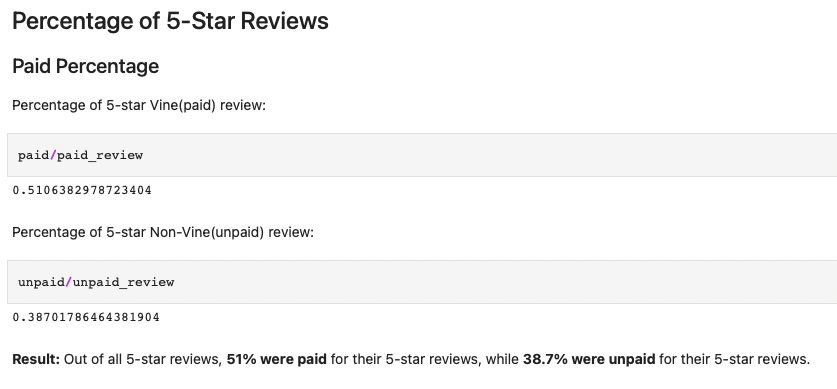 Percentage of 5-Star Reviews
Paid Percentage
Percentage of 5-star Vine(paid) review:
paid/paid_review
0.5106382978723404
Percentage of 5-star Non-Vine(unpaid) review:
unpaid/unpaid_review
0.38701786464381904
Result: Out of all 5-star reviews, 51% were paid for their 5-star reviews, while 38.7% were unpaid for their 5-star reviews.